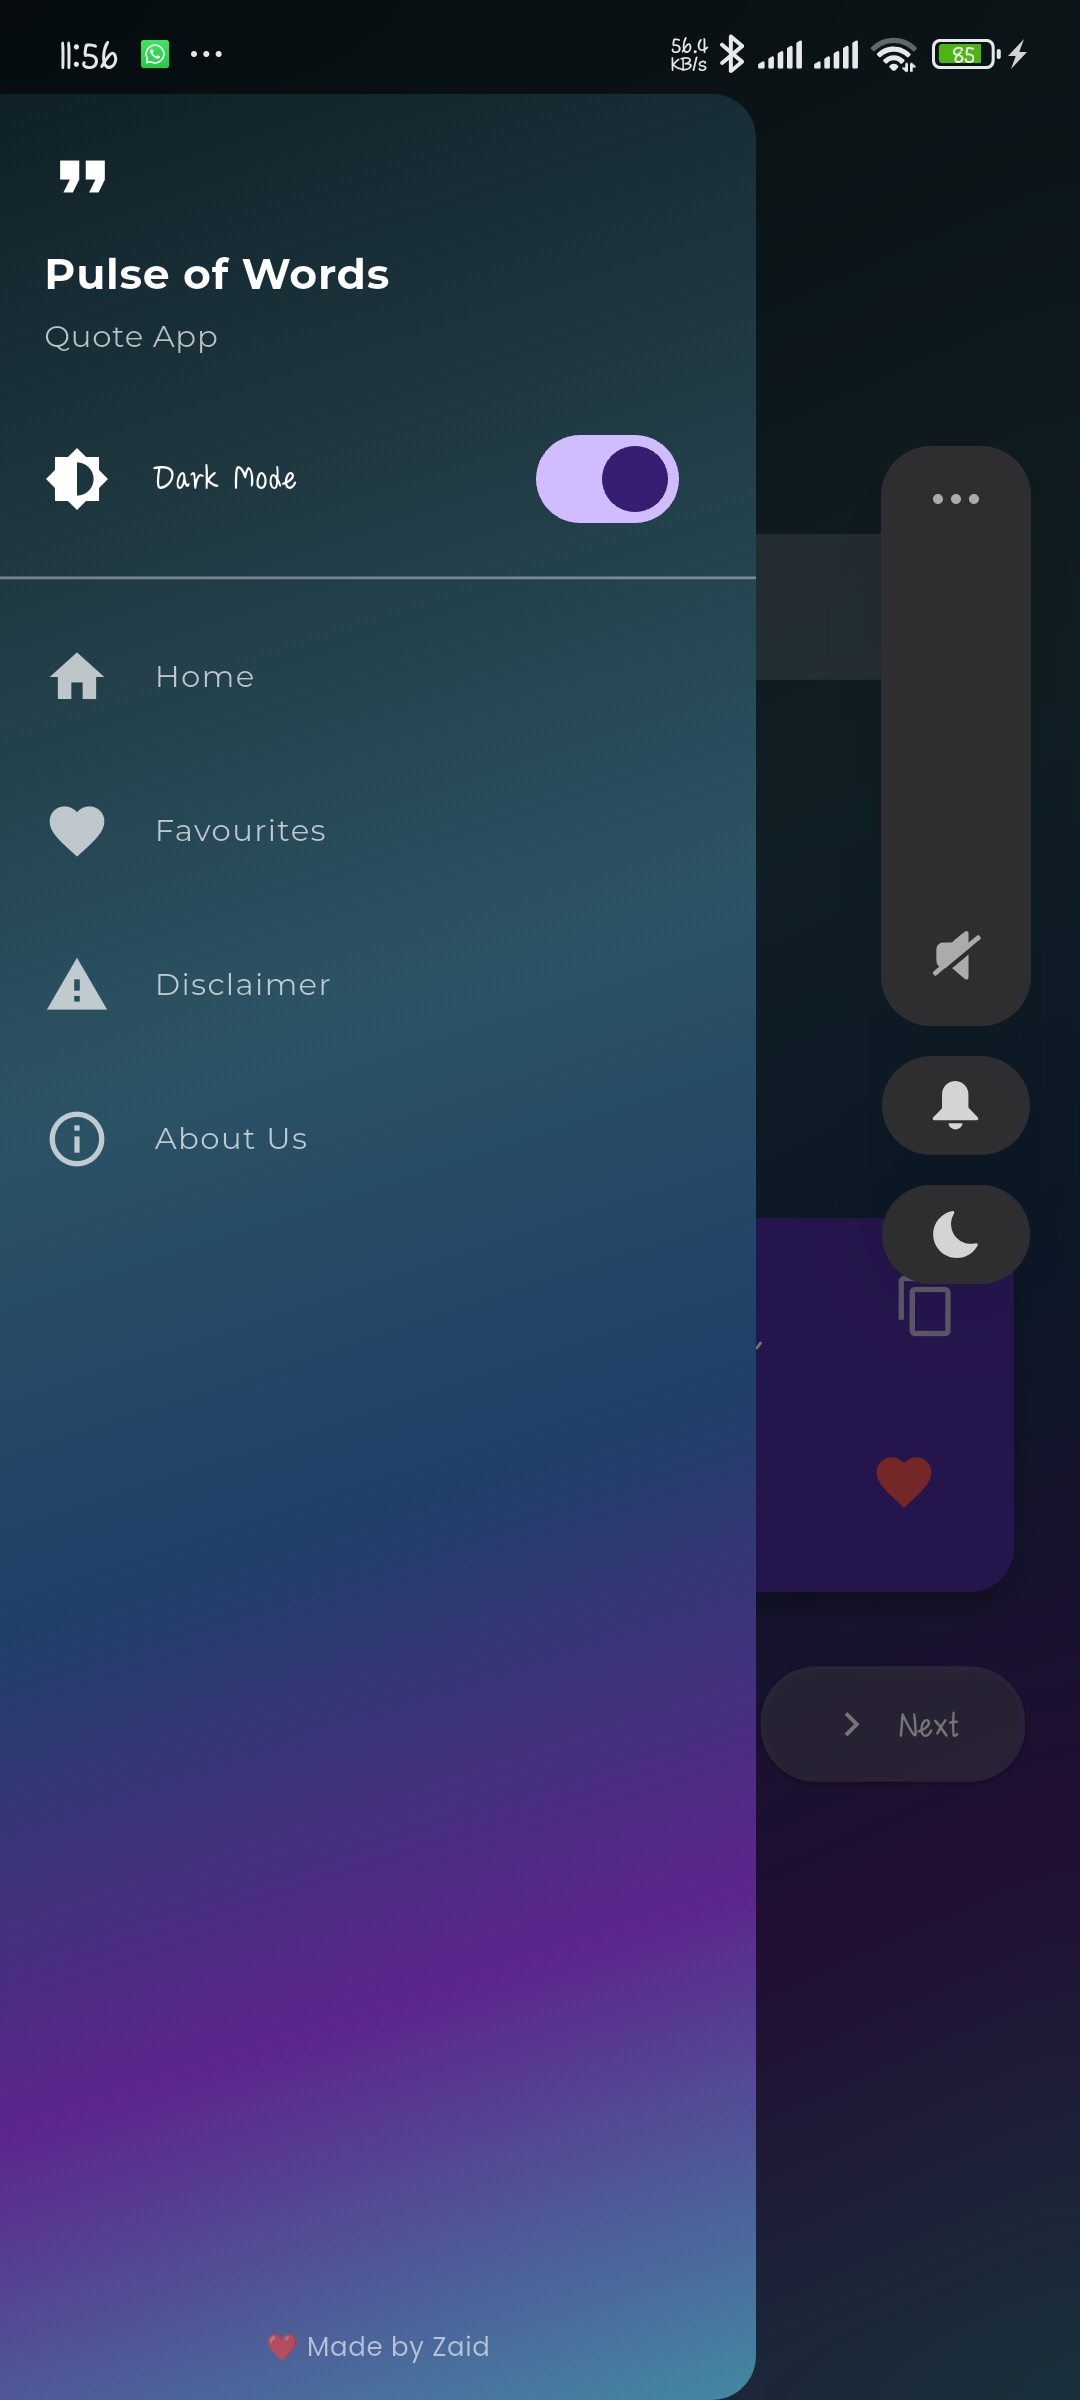 11:56
56.4
KB/s
85
Pulse of Words
Quote App
Dark Mode
Home
Favourites
Disclaimer
About Us
Next
❤️ Made by Zaid